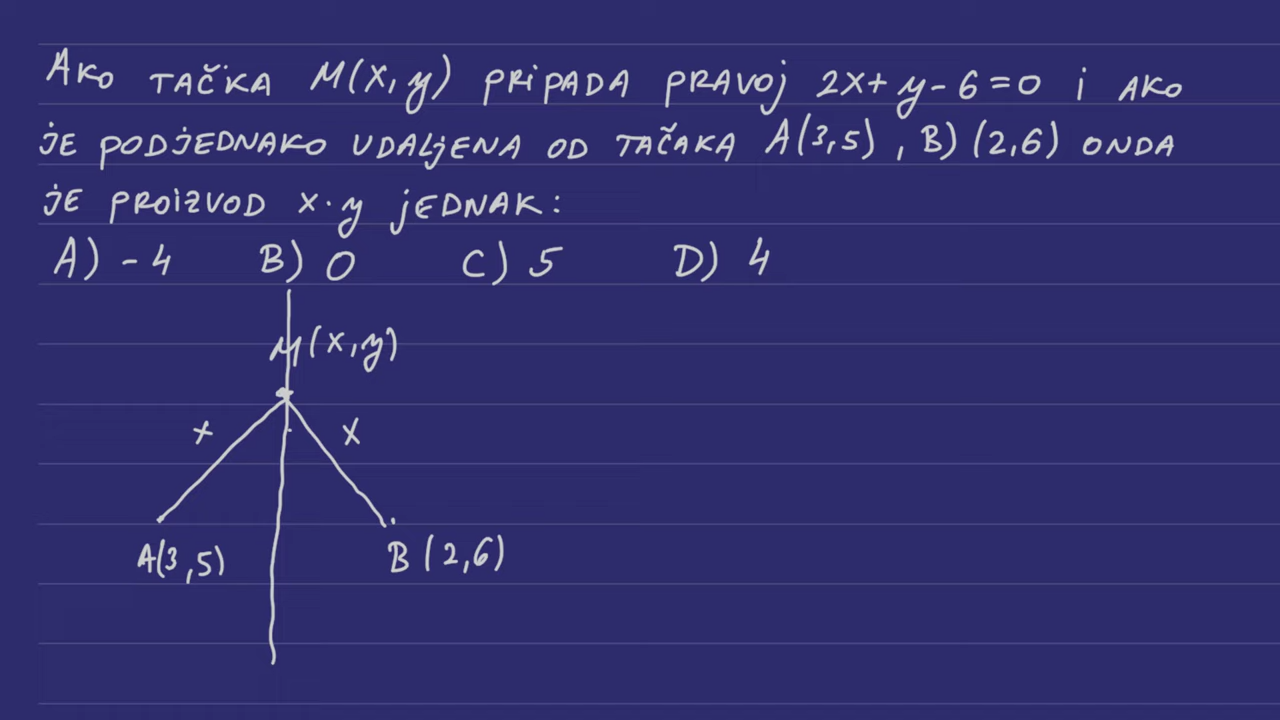 AKO TAČKA M(X,y) PRIPADA PRAVOJ 2X+y-6=0 i AKO
JE PODJEDNAKO UDALJENA OD TAČAKA A(3,5), B)(2,6) ONDA
JE PROIZVOD X·y JEDNAK:
A) -4 B) 0 C) 5 D) 4
M(X,y)
X X
A(3,5) B(2,6)